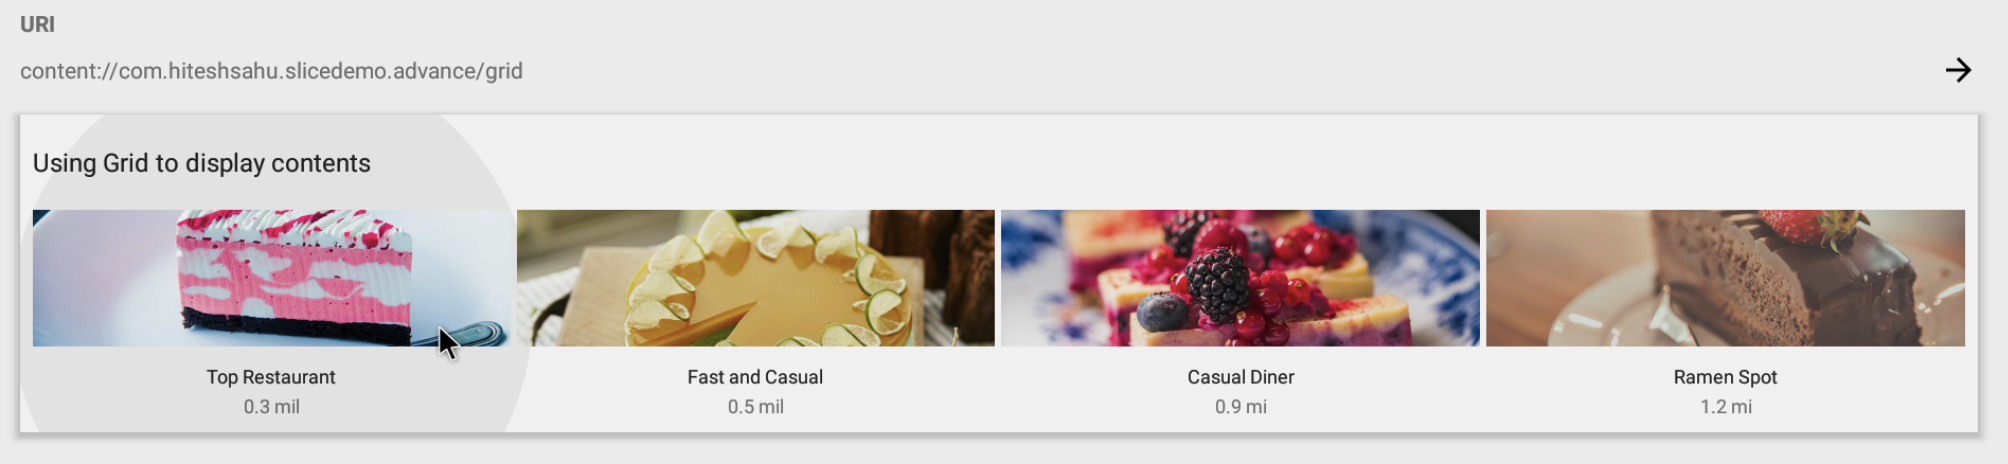 URI
content://com.hiteshsahu.slicedemo.advance/grid
Using Grid to display contents
Top Restaurant
0.3 mil
Fast and Casual
0.5 mil
Casual Diner
0.9 mi
Ramen Spot
1.2 mi